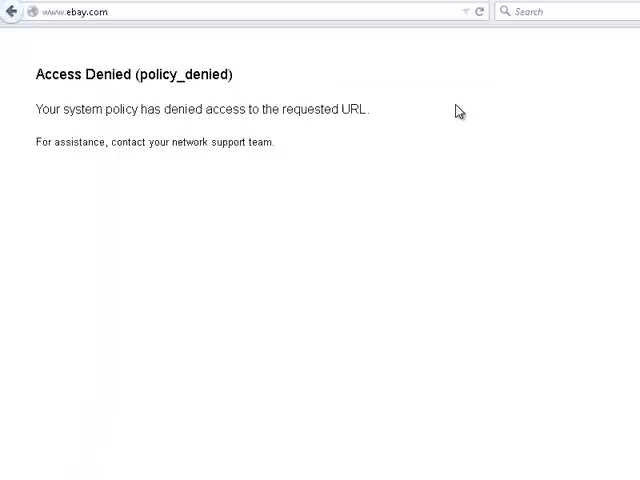 www.ebay.com
Search
Access Denied (policy_denied)
Your system policy has denied access to the requested URL.
For assistance, contact your network support team.